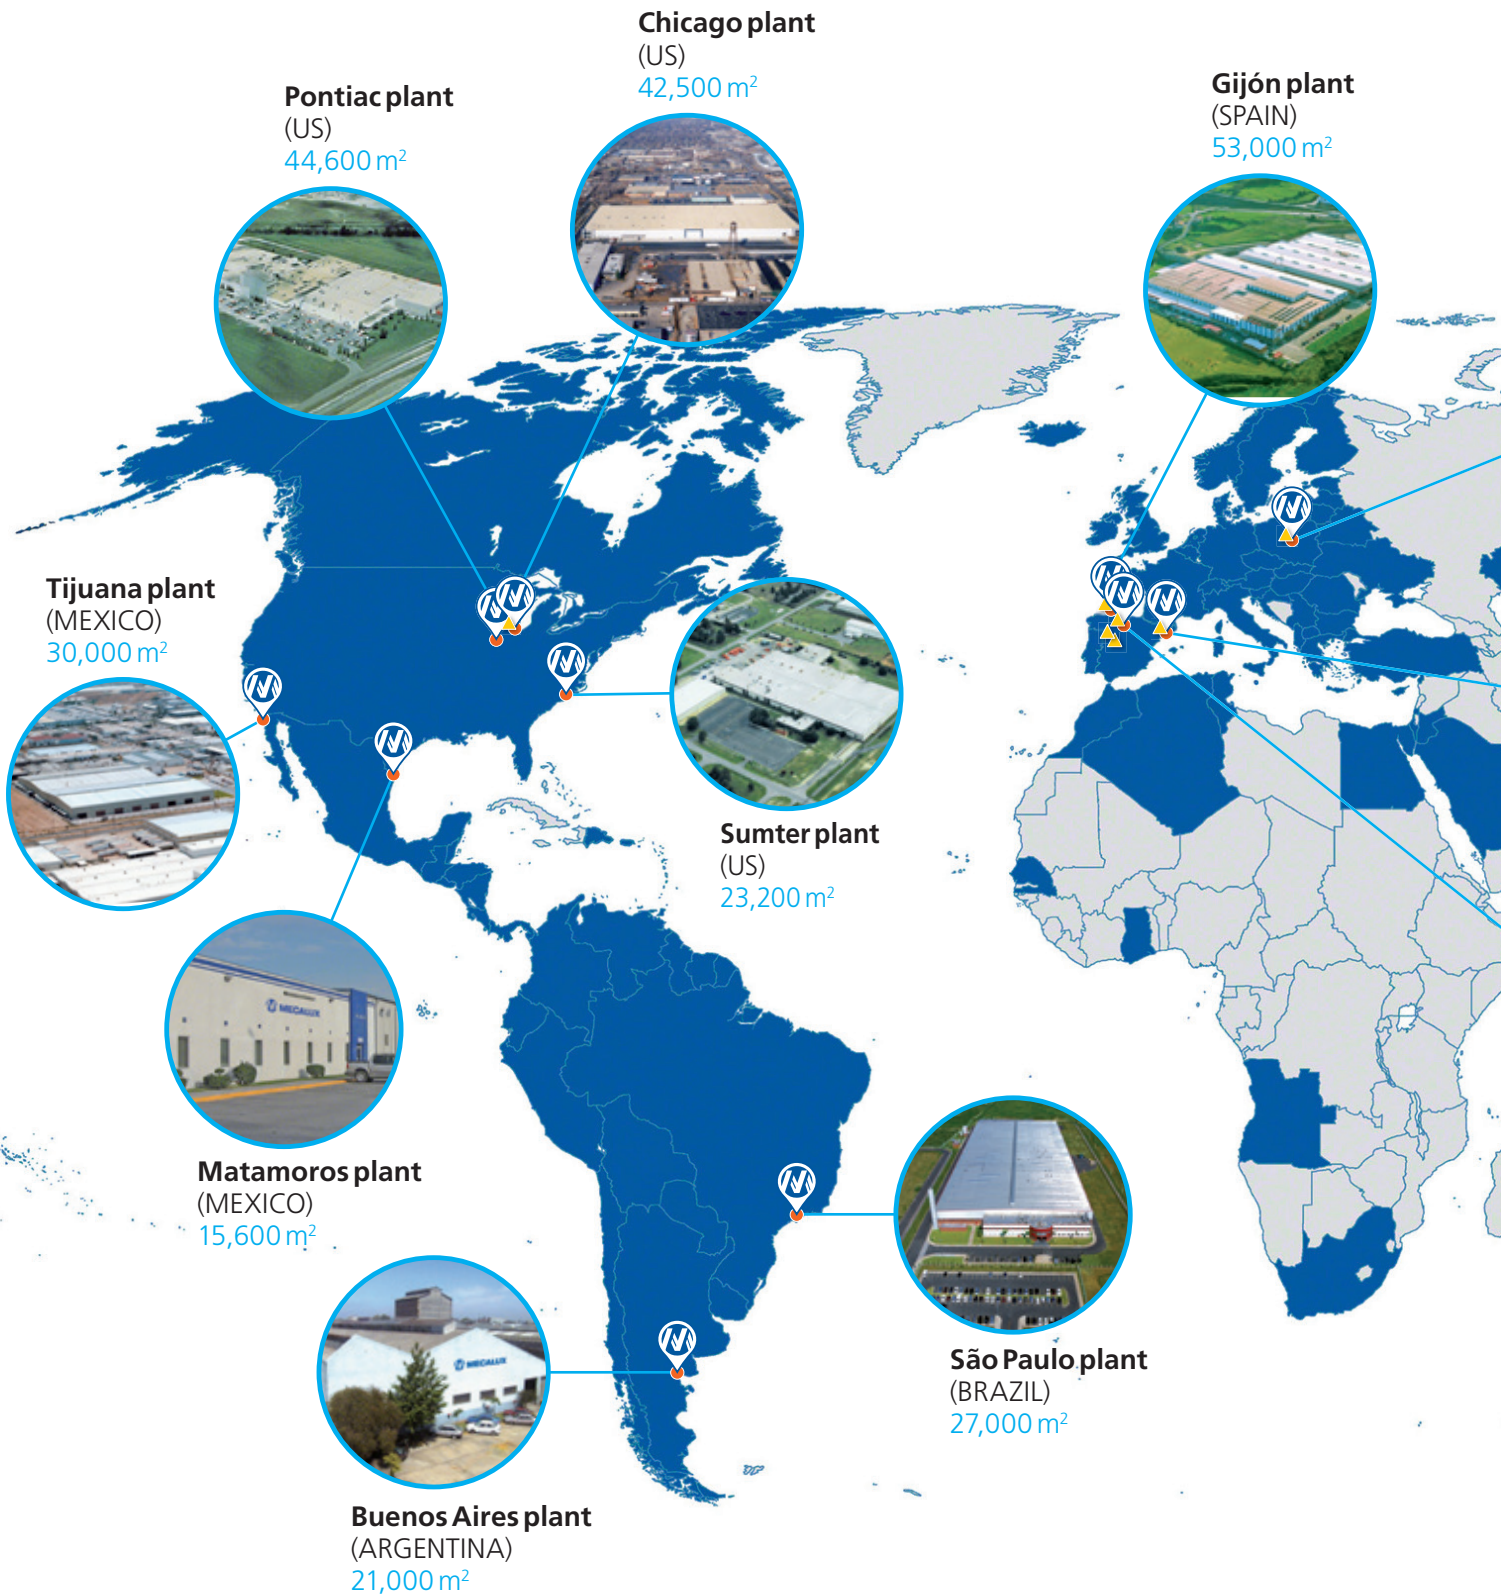 Chicago plant
(US)
42,500 m²
Pontiac plant
(US)
44,600 m²
Gijón plant
(SPAIN)
53,000 m²
Tijuana plant
(MEXICO)
30,000 m²
Sumter plant
(US)
23,200 m²
MECALUX
Matamoros plant
(MEXICO)
15,600 m²
MECALUX
São Paulo plant
(BRAZIL)
27,000 m²
Buenos Aires plant
(ARGENTINA)
21,000 m²